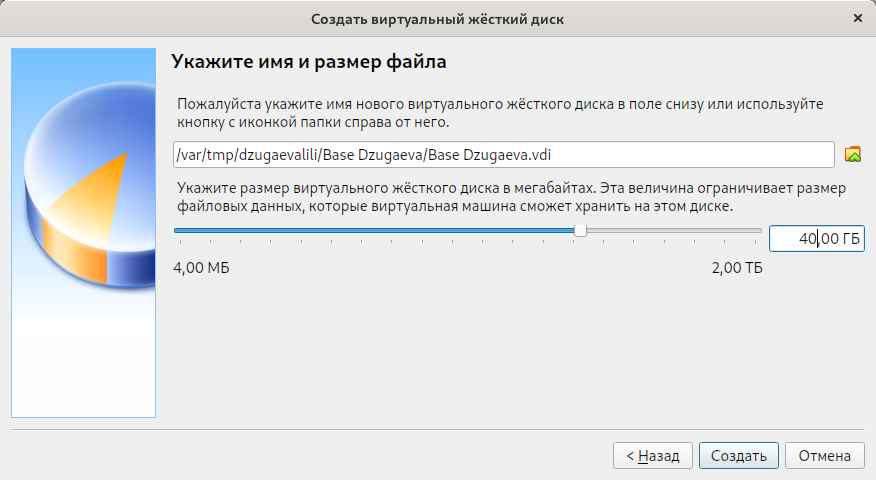 Создать виртуальный жёсткий диск
Укажите имя и размер файла
Пожалуйста укажите имя нового виртуального жёсткого диска в поле снизу или используйте
кнопку с иконкой папки справа от него.
/var/tmp/dzugaevalili/Base Dzugaeva/Base Dzugaeva.vdi
Укажите размер виртуального жёсткого диска в мегабайтах. Эта величина ограничивает размер
файловых данных, которые виртуальная машина сможет хранить на этом диске.
40,00 ГБ
4,00 МБ 2,00 ТБ
< Назад Создать Отмена